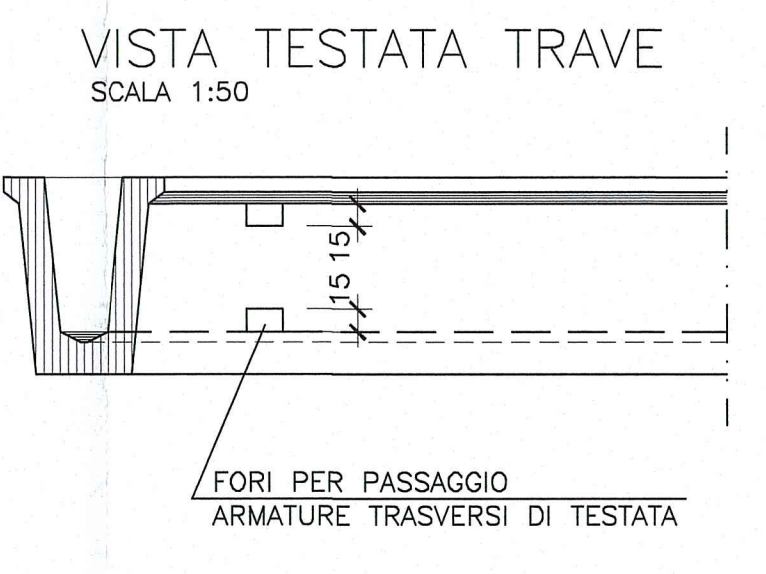 VISTA TESTATA TRAVE
SCALA 1:50
15 15
FORI PER PASSAGGIO
ARMATURE TRASVERSI DI TESTATA